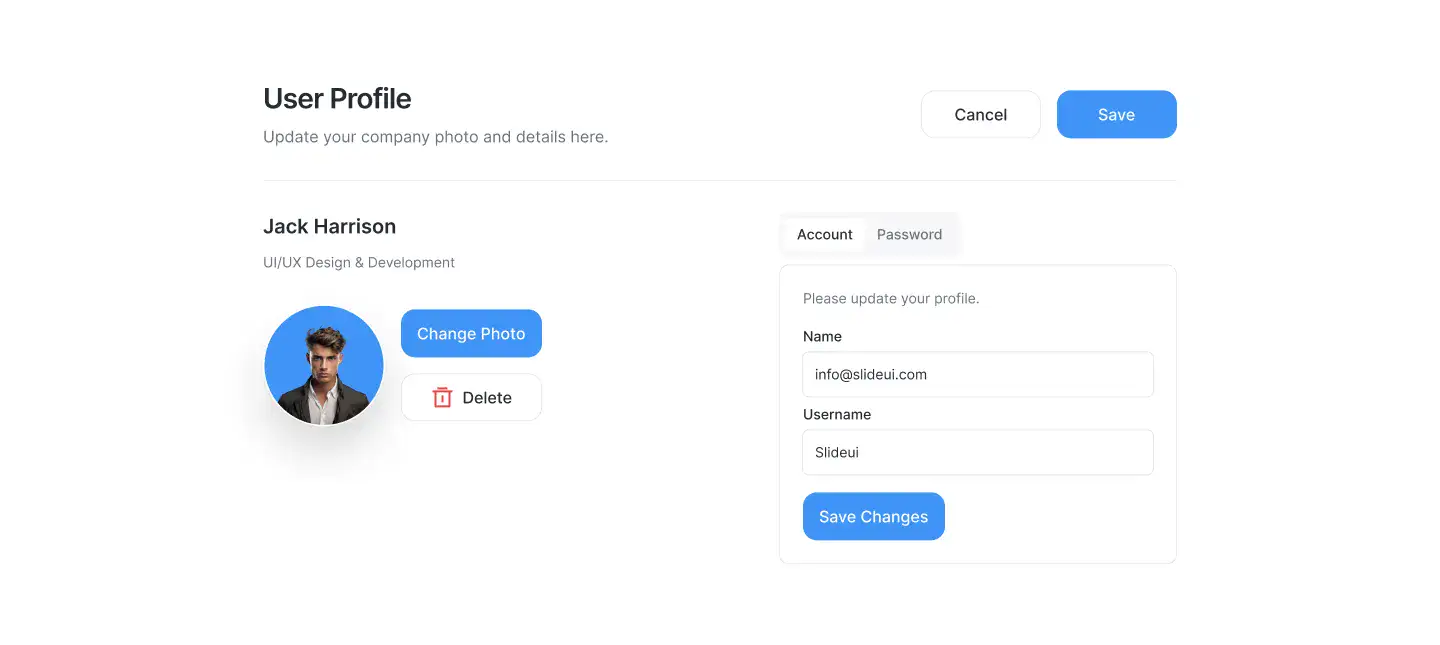 User Profile
Update your company photo and details here.
Cancel
Save
Jack Harrison
UI/UX Design & Development
Change Photo
Delete
Account
Password
Please update your profile.
Name
info@slideui.com
Username
Slideui
Save Changes